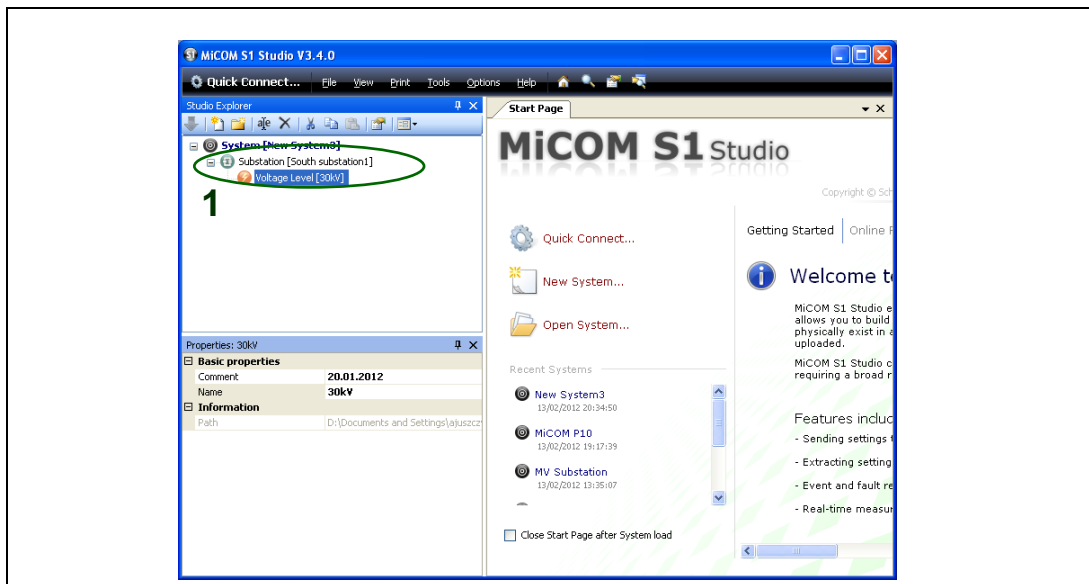 MiCOM S1 Studio V3.4.0
Quick Connect... File View Print Tools Options Help
Studio Explorer
Start Page
System [New System3]
Substation [South substation1]
Voltage Level [30kV]
1
MiCOM S1 Studio
Copyright © Sch
Quick Connect...
New System...
Open System...
Recent Systems
New System3
13/02/2012 20:34:50
MiCOM P10
13/02/2012 19:17:39
MV Substation
13/02/2012 13:35:07
Close Start Page after System load
Getting Started Online
Welcome to
MiCOM S1 Studio e
allows you to build
physically exist in a
uploaded.
MiCOM S1 Studio c
requiring a broad r
Features includ
- Sending settings t
- Extracting setting
- Event and fault re
- Real-time measur
Properties: 30kV
Basic properties
Comment 20.01.2012
Name 30kV
Information
Path D:\Documents and Settings\ajuszcz